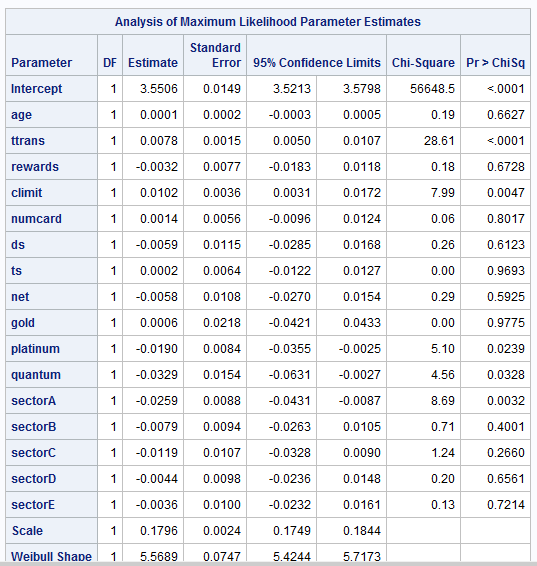 Analysis of Maximum Likelihood Parameter Estimates
Parameter DF Estimate Standard Error 95% Confidence Limits Chi-Square Pr > ChiSq
Intercept 1 3.5506 0.0149 3.5213 3.5798 56648.5 <.0001
age 1 0.0001 0.0002 -0.0003 0.0005 0.19 0.6627
ttrans 1 0.0078 0.0015 0.0050 0.0107 28.61 <.0001
rewards 1 -0.0032 0.0077 -0.0183 0.0118 0.18 0.6728
climit 1 0.0102 0.0036 0.0031 0.0172 7.99 0.0047
numcard 1 0.0014 0.0056 -0.0096 0.0124 0.06 0.8017
ds 1 -0.0059 0.0115 -0.0285 0.0168 0.26 0.6123
ts 1 0.0002 0.0064 -0.0122 0.0127 0.00 0.9693
net 1 -0.0058 0.0108 -0.0270 0.0154 0.29 0.5925
gold 1 0.0006 0.0218 -0.0421 0.0433 0.00 0.9775
platinum 1 -0.0190 0.0084 -0.0355 -0.0025 5.10 0.0239
quantum 1 -0.0329 0.0154 -0.0631 -0.0027 4.56 0.0328
sectorA 1 -0.0259 0.0088 -0.0431 -0.0087 8.69 0.0032
sectorB 1 -0.0079 0.0094 -0.0263 0.0105 0.71 0.4001
sectorC 1 -0.0119 0.0107 -0.0328 0.0090 1.24 0.2660
sectorD 1 -0.0044 0.0098 -0.0236 0.0148 0.20 0.6561
sectorE 1 -0.0036 0.0100 -0.0232 0.0161 0.13 0.7214
Scale 1 0.1796 0.0024 0.1749 0.1844
Weibull Shape 1 5.5689 0.0747 5.4244 5.7173